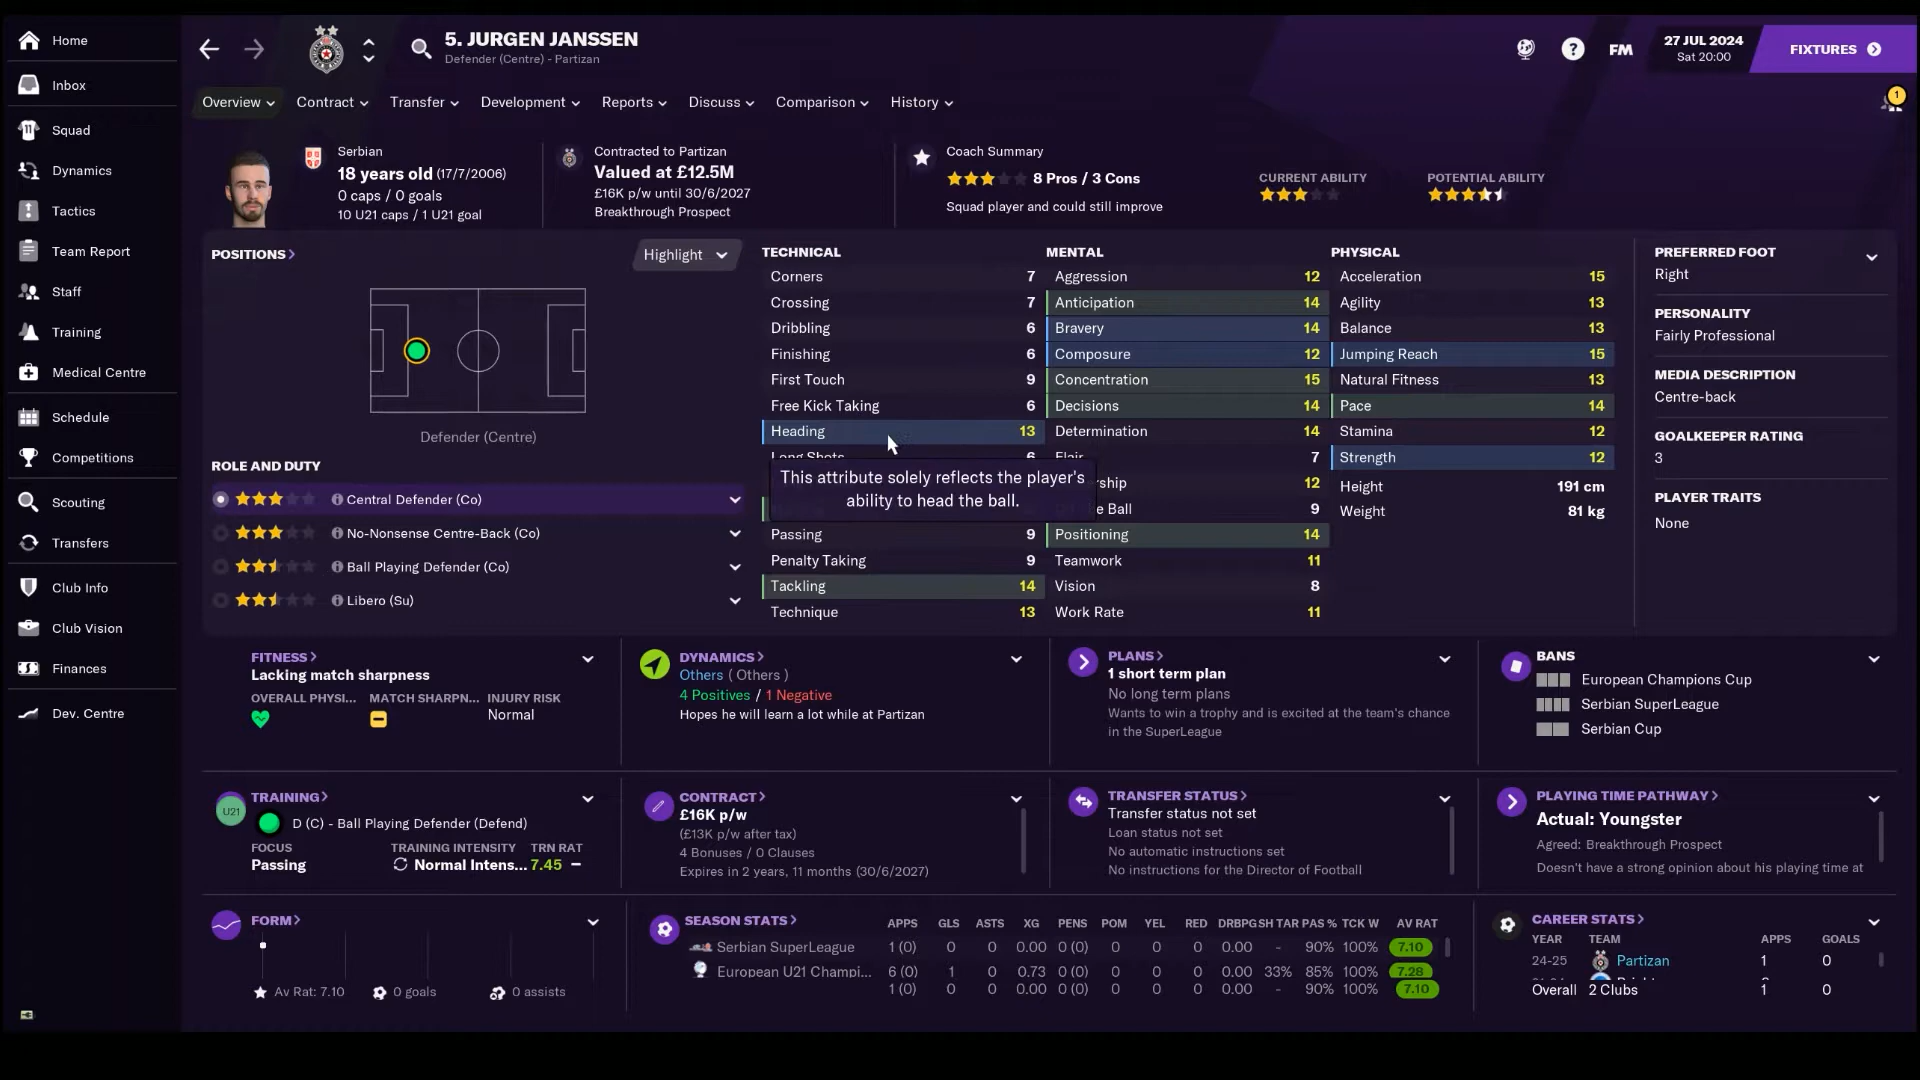 Home
Inbox
Squad
Dynamics
Tactics
Team Report
Staff
Training
Medical Centre
Schedule
Competitions
Scouting
Transfers
Club Info
Club Vision
Finances
Dev. Centre
5. JURGEN JANSSEN
Defender (Centre) - Partizan
FM
27 JUL 2024
Sat 20:00
FIXTURES
1
Overview
Contract
Transfer
Development
Reports
Discuss
Comparison
History
Serbian
18 years old (17/7/2006)
0 caps / 0 goals
10 U21 caps / 1 U21 goal
Contracted to Partizan
Valued at £12.5M
£16K p/w until 30/6/2027
Breakthrough Prospect
Coach Summary
8 Pros / 3 Cons
Squad player and could still improve
CURRENT ABILITY
POTENTIAL ABILITY
POSITIONS
Highlight
Defender (Centre)
ROLE AND DUTY
Central Defender (Co)
No-Nonsense Centre-Back (Co)
Ball Playing Defender (Co)
Libero (Su)
TECHNICAL
Corners 7
Crossing 7
Dribbling 6
Finishing 6
First Touch 9
Free Kick Taking 6
Heading 13
Long Shots 6
This attribute solely reflects the player's
ability to head the ball.
Passing 9
Penalty Taking 9
Tackling 14
Technique 13
MENTAL
Aggression 12
Anticipation 14
Bravery 14
Composure 12
Concentration 15
Decisions 14
Determination 14
Flair 7
rship 12
e Ball 9
Positioning 14
Teamwork 11
Vision 8
Work Rate 11
PHYSICAL
Acceleration 15
Agility 13
Balance 13
Jumping Reach 15
Natural Fitness 13
Pace 14
Stamina 12
Strength 12
Height 191 cm
Weight 81 kg
PREFERRED FOOT
Right
PERSONALITY
Fairly Professional
MEDIA DESCRIPTION
Centre-back
GOALKEEPER RATING
3
PLAYER TRAITS
None
FITNESS
Lacking match sharpness
OVERALL PHYSI... MATCH SHARPN... INJURY RISK
Normal
DYNAMICS
Others ( Others )
4 Positives / 1 Negative
Hopes he will learn a lot while at Partizan
PLANS
1 short term plan
No long term plans
Wants to win a trophy and is excited at the team's chance
in the SuperLeague
BANS
European Champions Cup
Serbian SuperLeague
Serbian Cup
U21
TRAINING
D (C) - Ball Playing Defender (Defend)
FOCUS TRAINING INTENSITY TRN RAT
Passing Normal Intens... 7.45
CONTRACT
£16K p/w
(£13K p/w after tax)
4 Bonuses / 0 Clauses
Expires in 2 years, 11 months (30/6/2027)
TRANSFER STATUS
Transfer status not set
Loan status not set
No automatic instructions set
No instructions for the Director of Football
PLAYING TIME PATHWAY
Actual: Youngster
Agreed: Breakthrough Prospect
Doesn't have a strong opinion about his playing time at
FORM
Av Rat: 7.10 0 goals 0 assists
SEASON STATS APPS GLS ASTS XG PENS POM YEL RED DRBPG SH TAR PAS % TCK W AV RAT
Serbian SuperLeague 1 (0) 0 0 0.00 0 (0) 0 0 0 0.00 - 90% 100% 7.10
European U21 Champi... 6 (0) 1 0 0.73 0 (0) 0 0 0 0.00 33% 85% 100% 7.28
1 (0) 0 0 0.00 0 (0) 0 0 0 0.00 - 90% 100% 7.10
CAREER STATS
YEAR TEAM APPS GOALS
24-25 Partizan 1 0
Overall 2 Clubs 1 0